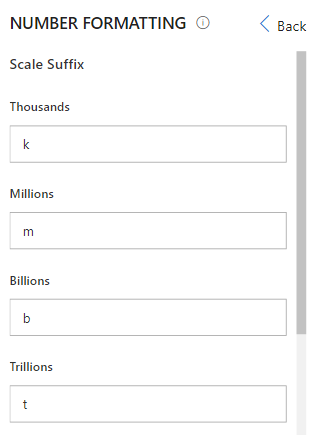 NUMBER FORMATTING
Back
Scale Suffix
Thousands
k
Millions
m
Billions
b
Trillions
t